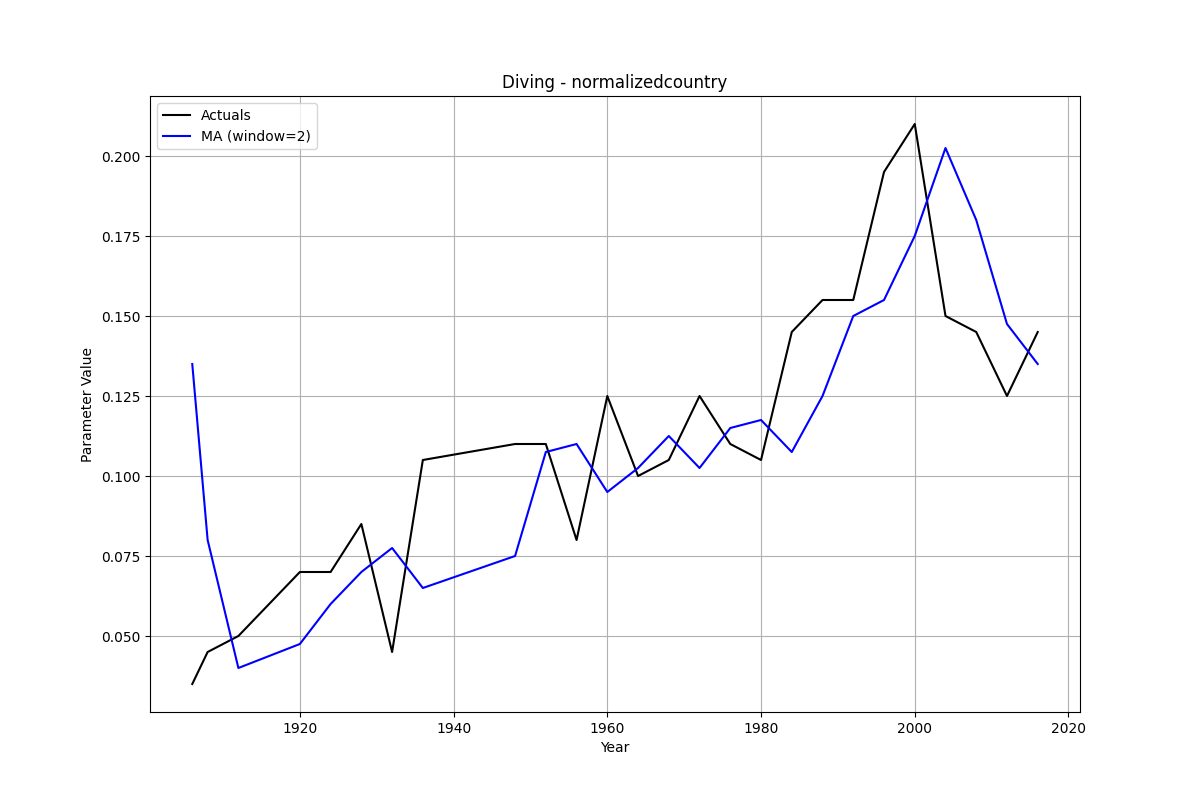 Diving - normalizedcountry
Actuals
MA (window=2)
0.200
0.175
0.150
0.125
0.100
0.075
0.050
Parameter Value
1920 1940 1960 1980 2000 2020
Year